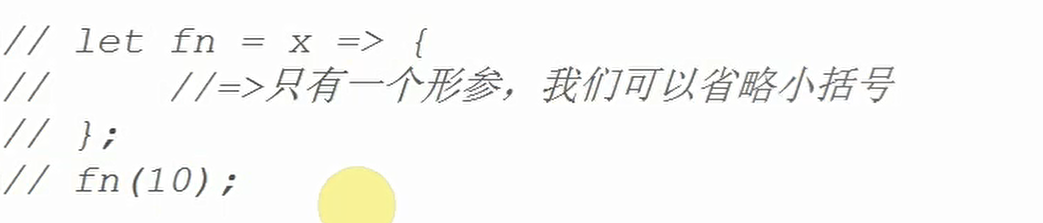 // let fn = x => {
//     //=>只有一个形参，我们可以省略小括号
// };
// fn(10);